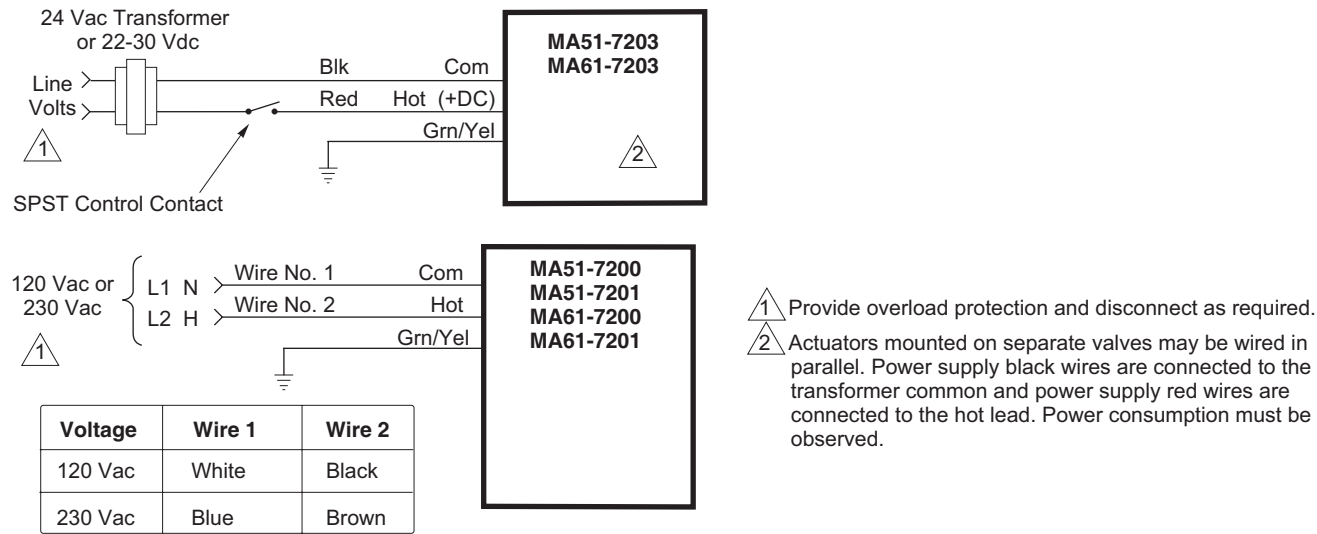 24 Vac Transformer
or 22-30 Vdc
Line
Volts
1
Blk
Com
Red
Hot (+DC)
Grn/Yel
SPST Control Contact
MA51-7203
MA61-7203
2
120 Vac or
230 Vac
1
L1 N
L2 H
Wire No. 1
Com
Wire No. 2
Hot
Grn/Yel
MA51-7200
MA51-7201
MA61-7200
MA61-7201
Voltage Wire 1 Wire 2
120 Vac White Black
230 Vac Blue Brown
1 Provide overload protection and disconnect as required.
2 Actuators mounted on separate valves may be wired in
parallel. Power supply black wires are connected to the
transformer common and power supply red wires are
connected to the hot lead. Power consumption must be
observed.